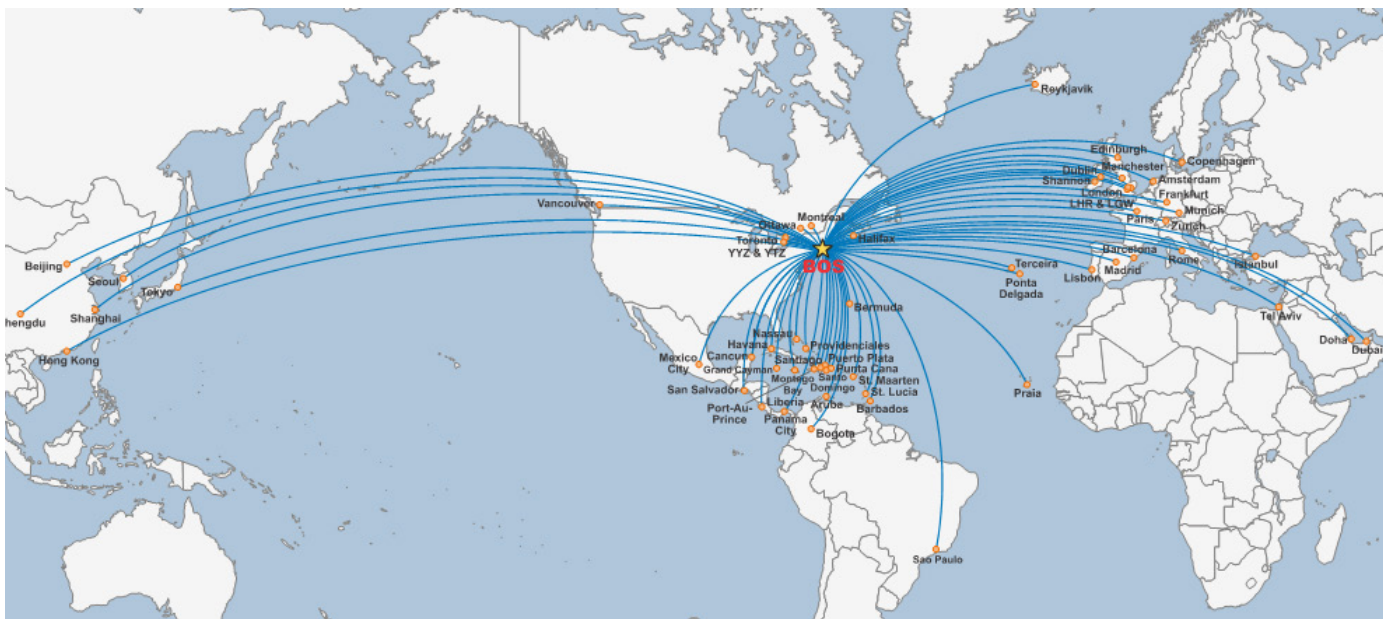 Reykjavik
Edinburgh
Copenhagen
Dublin
Manchester
Shannon
Amsterdam
London
LHR & LGW
Frankfurt
Paris
Munich
Zurich
Vancouver
Montreal
Ottawa
Toronto
YYZ & YTZ
Halifax
BOS
Barcelona
Rome
Istanbul
Madrid
Lisbon
Terceira
Ponta
Delgada
Beijing
Seoul
Tokyo
Shanghai
hengdu
Hong Kong
Bermuda
Tel Aviv
Doha
Dubai
Nassau
Havana
Providenciales
Cancun
Santiago
Puerto Plata
Mexico
City
Grand Cayman
Punta Cana
Montego
Bay
Santo
Domingo
St. Maarten
San Salvador
St. Lucia
Port-Au-
Prince
Liberia
Aruba
Barbados
Panama
City
Bogota
Praia
Sao Paulo